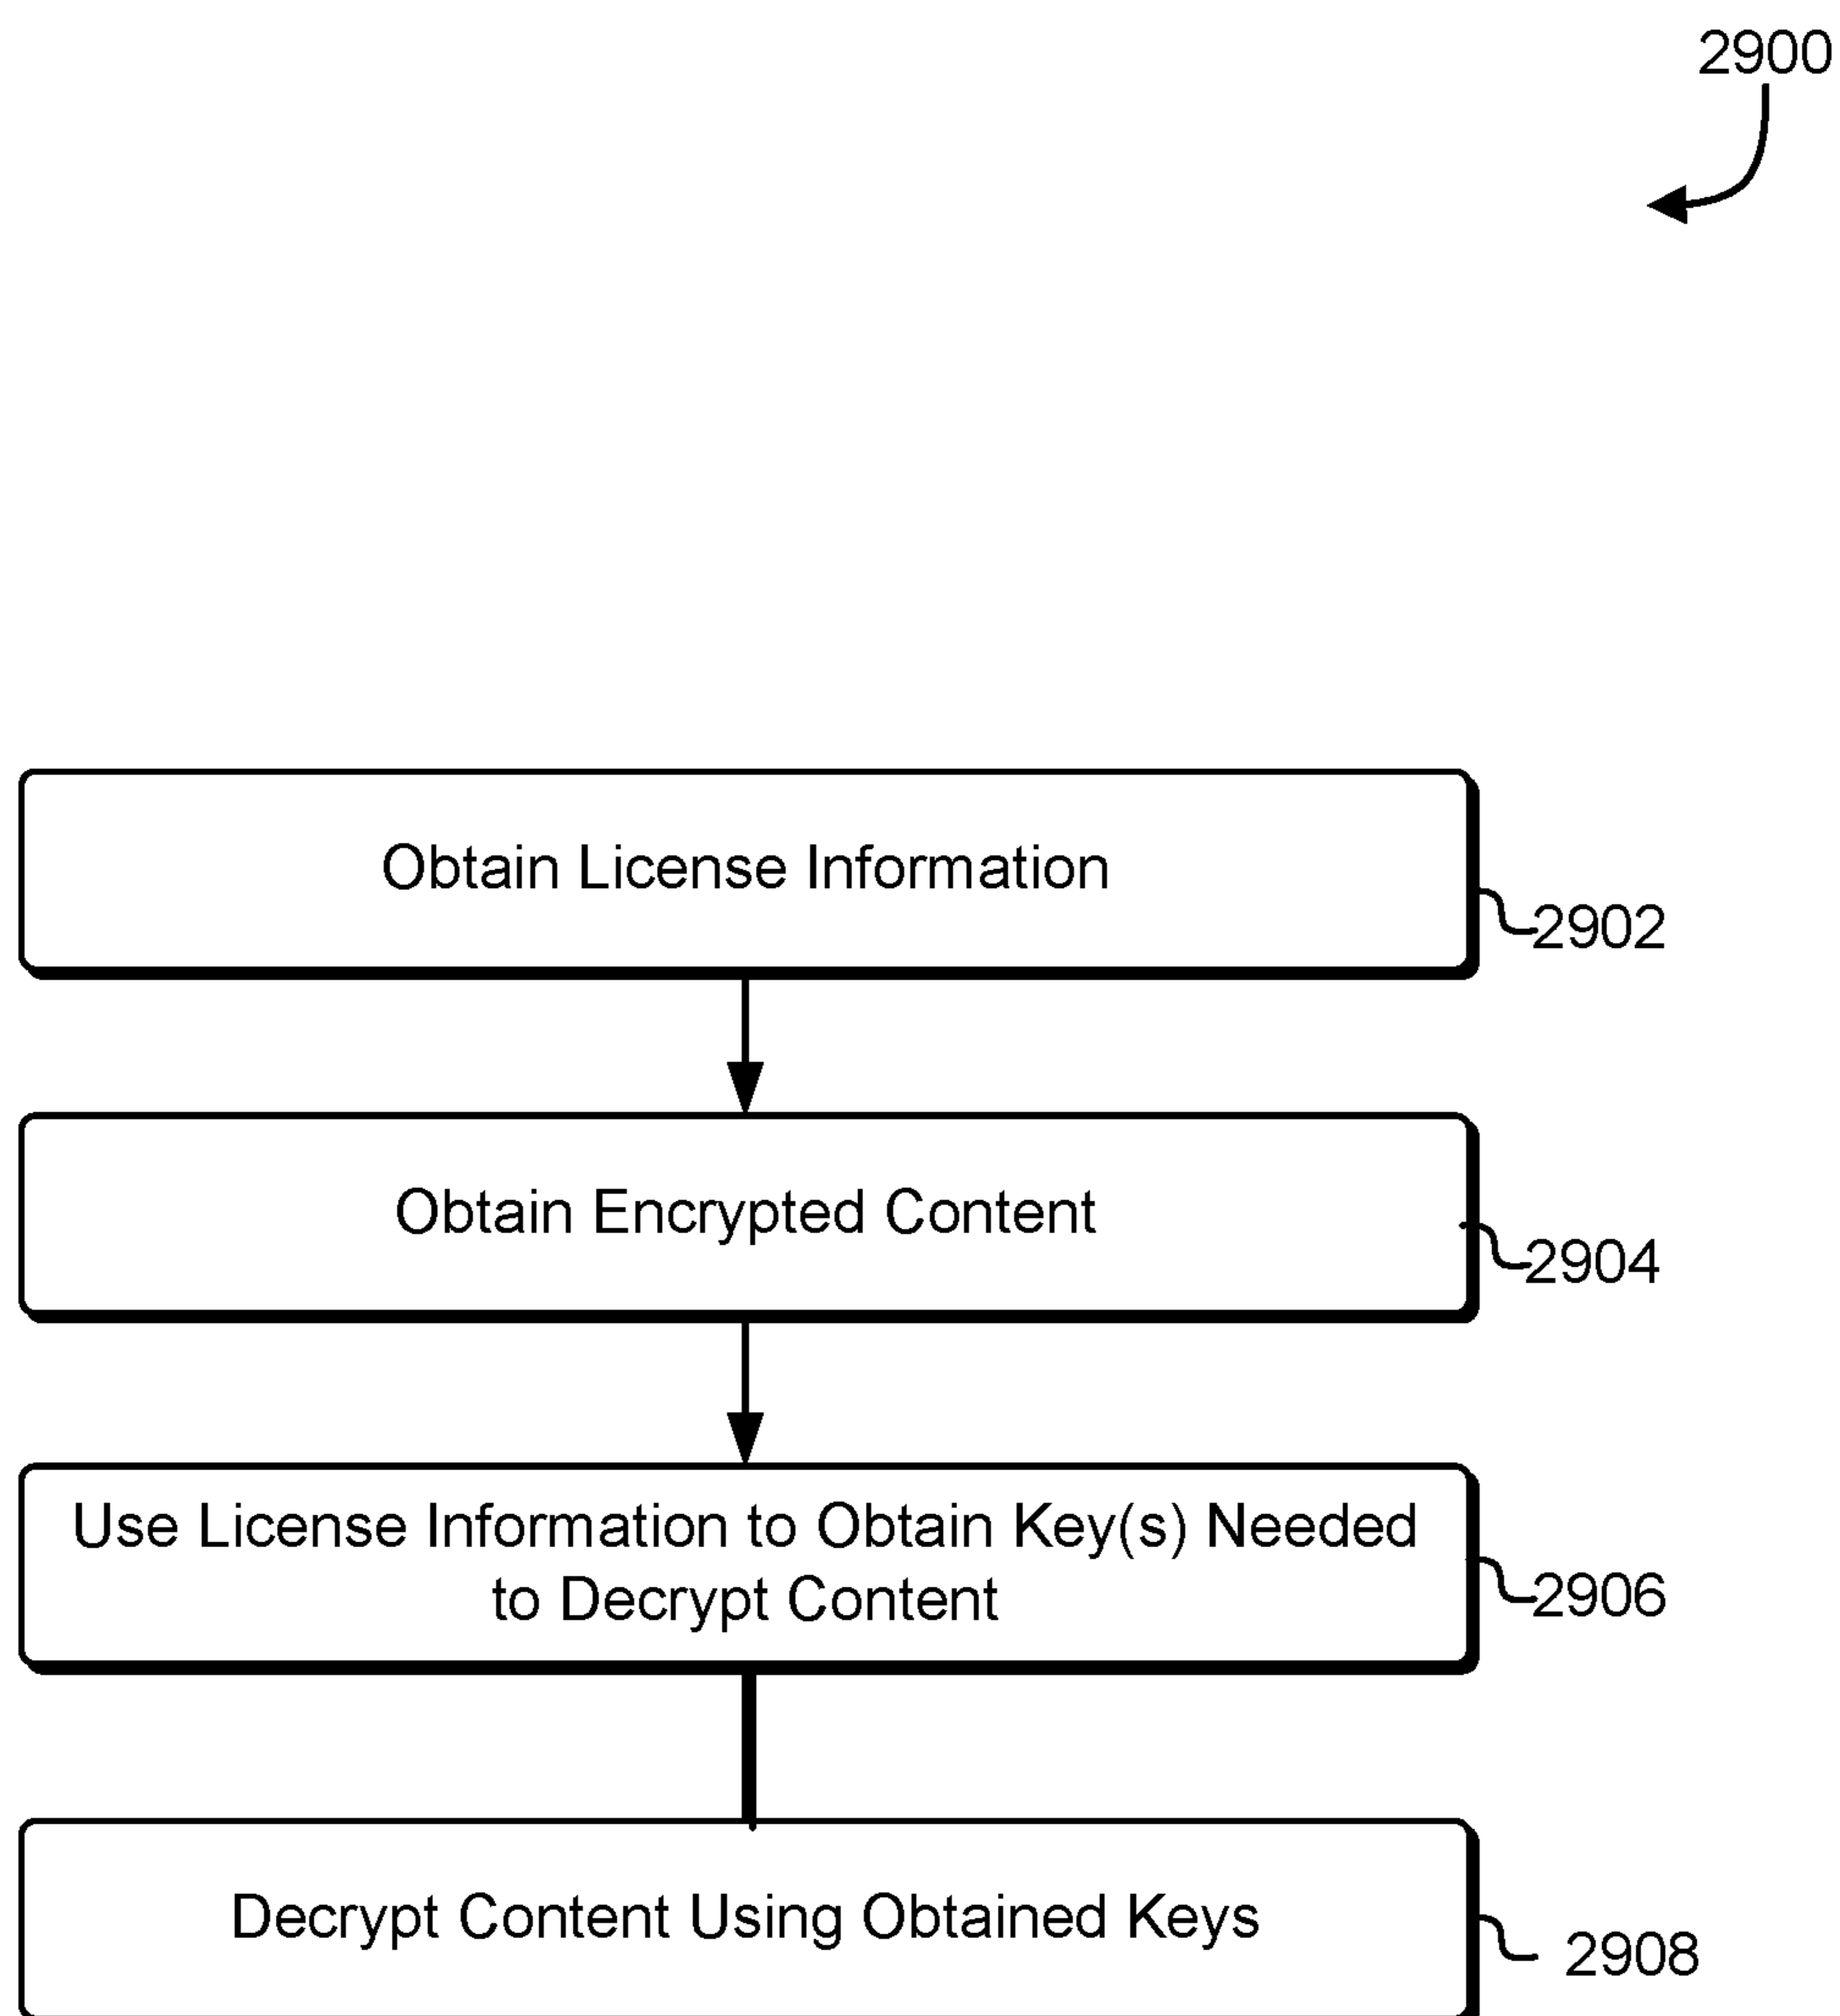 2900
Obtain License Information
2902
Obtain Encrypted Content
2904
Use License Information to Obtain Key(s) Needed
to Decrypt Content
2906
Decrypt Content Using Obtained Keys
2908